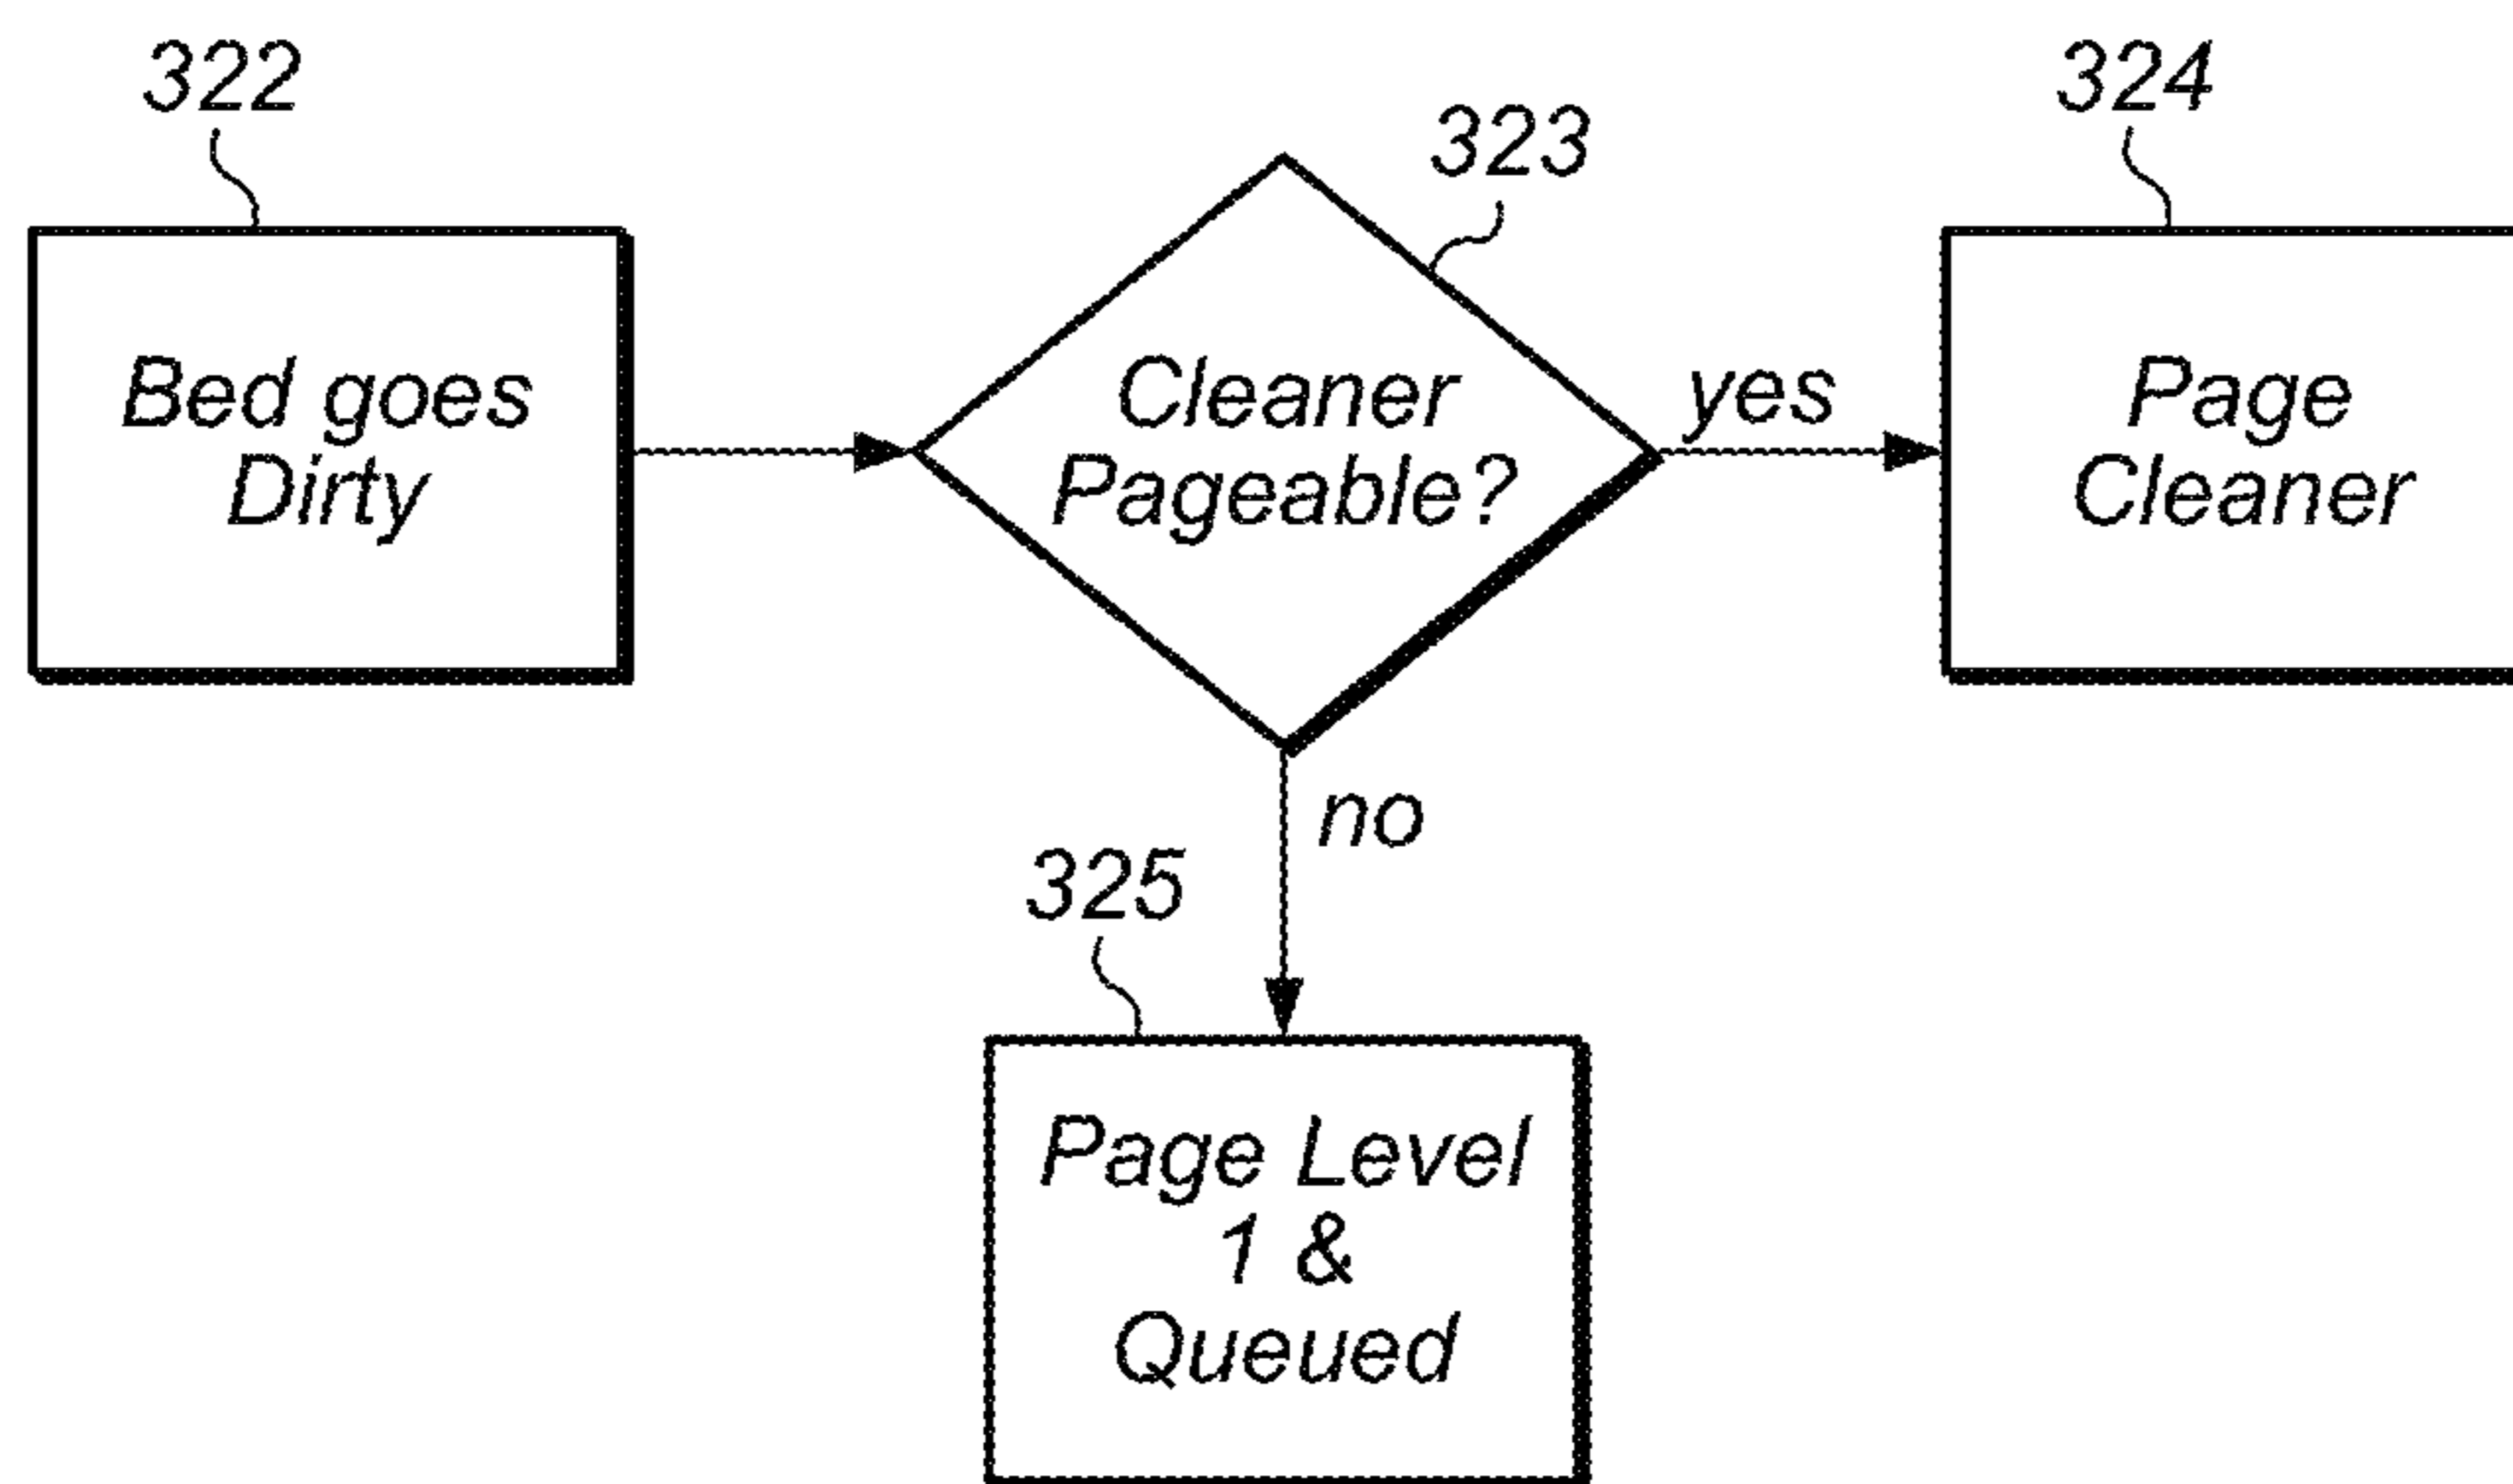 322
323
324
Bed goes
Dirty
Cleaner
Pageable?
yes
Page
Cleaner
no
325
Page Level
1 &
Queued